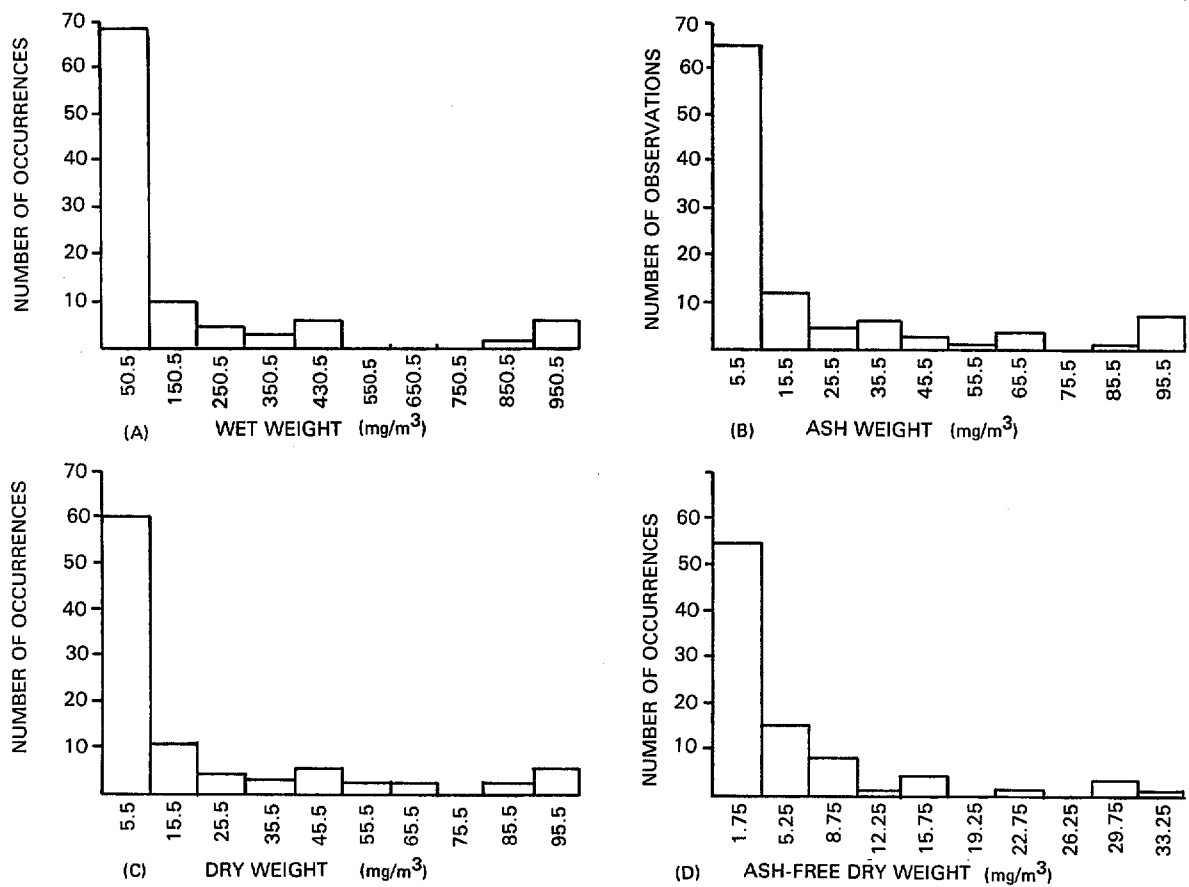 NUMBER OF OCCURRENCES
70
60
50
40
30
20
10
50.5 150.5 250.5 350.5 430.5 550.5 650.5 750.5 850.5 950.5
(A) WET WEIGHT (mg/m³)
NUMBER OF OBSERVATIONS
70
60
50
40
30
20
10
5.5 15.5 25.5 35.5 45.5 55.5 65.5 75.5 85.5 95.5
(B) ASH WEIGHT (mg/m³)
NUMBER OF OCCURRENCES
70
60
50
40
30
20
10
5.5 15.5 25.5 35.5 45.5 55.5 65.5 75.5 85.5 95.5
(C) DRY WEIGHT (mg/m³)
NUMBER OF OCCURRENCES
60
50
40
30
20
10
1.75 5.25 8.75 12.25 15.75 19.25 22.75 26.25 29.75 33.25
(D) ASH-FREE DRY WEIGHT (mg/m³)